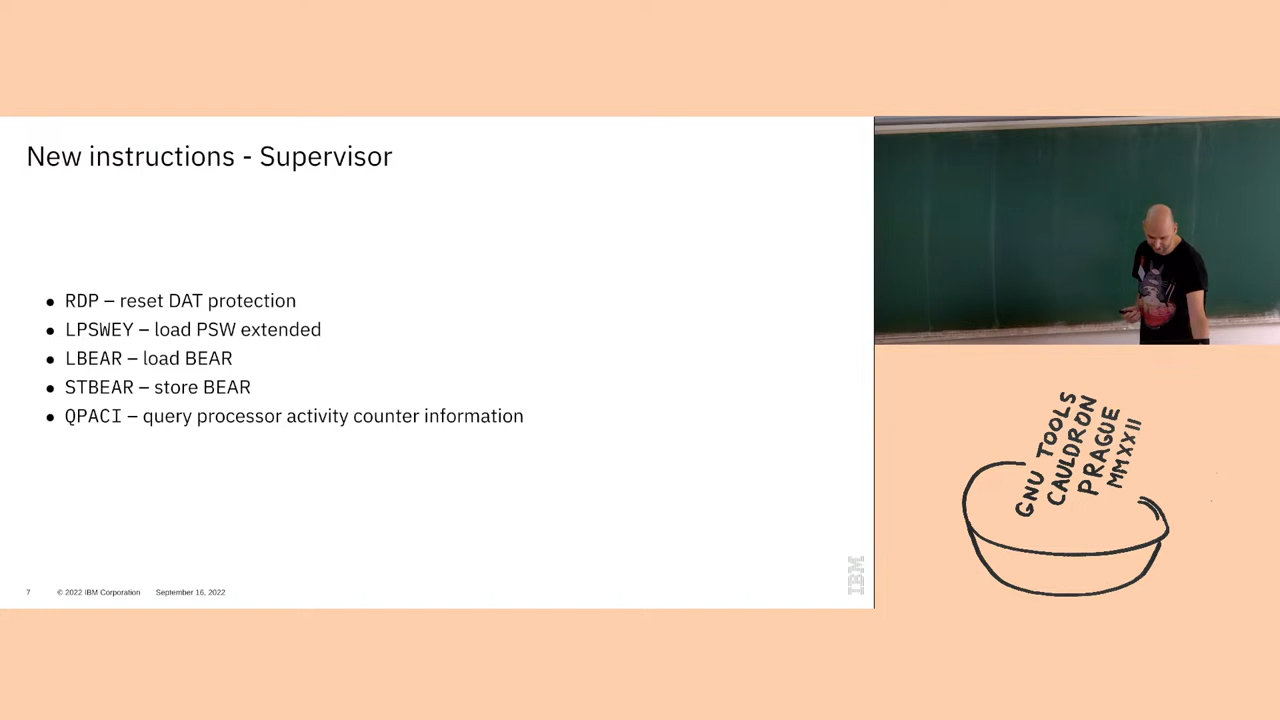 New instructions - Supervisor
● RDP – reset DAT protection
● LPSWEY – load PSW extended
● LBEAR – load BEAR
● STBEAR – store BEAR
● QPACI – query processor activity counter information
7 © 2022 IBM Corporation September 16, 2022
IBM
GNU TOOLS
CAULDRON
PRAGUE
MMXXII